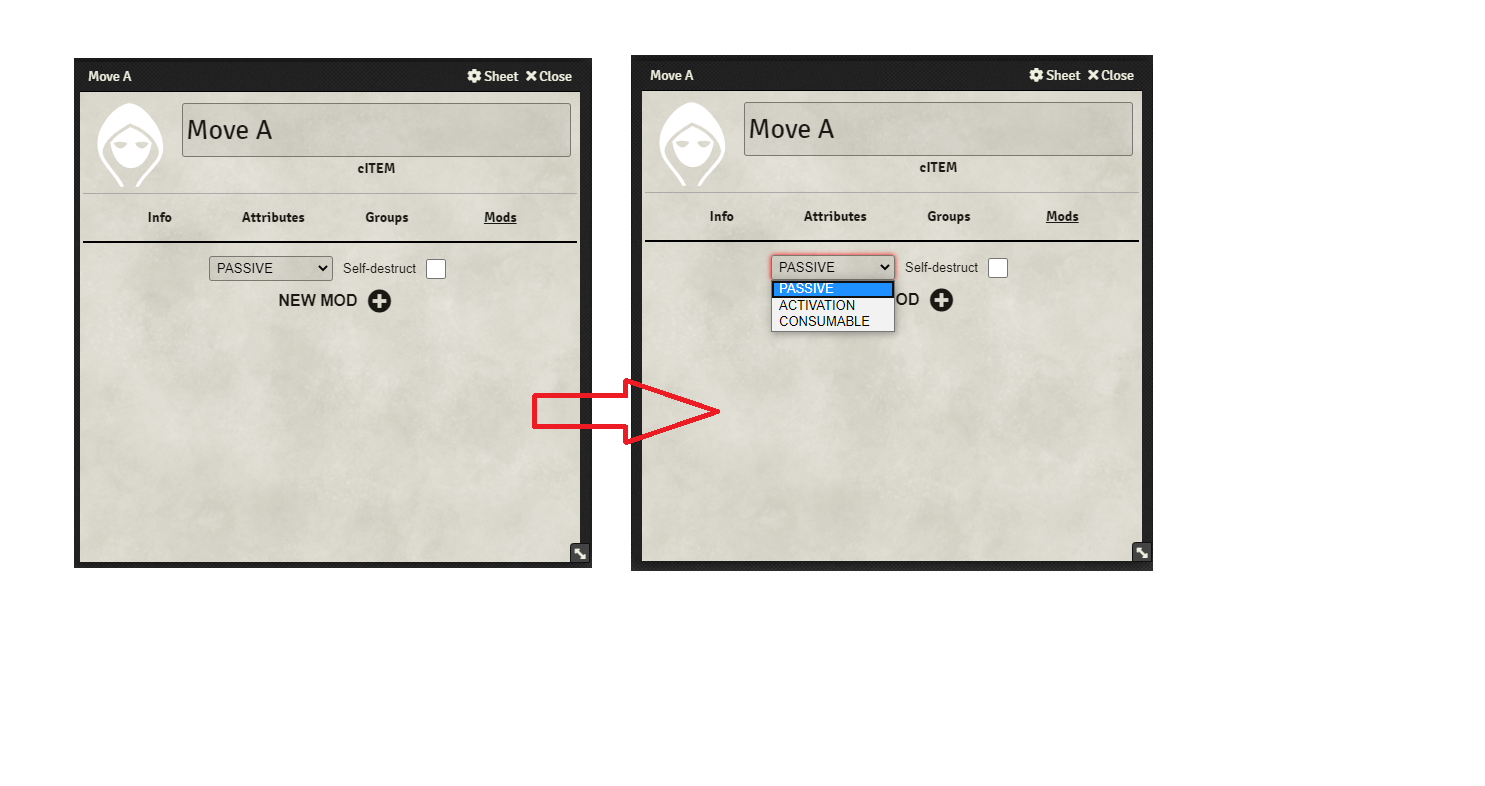 Move A Sheet Close
Move A
cITEM
Info Attributes Groups Mods
PASSIVE Self-destruct
NEW MOD
Move A Sheet Close
Move A
cITEM
Info Attributes Groups Mods
PASSIVE Self-destruct
PASSIVE
OD
ACTIVATION
CONSUMABLE